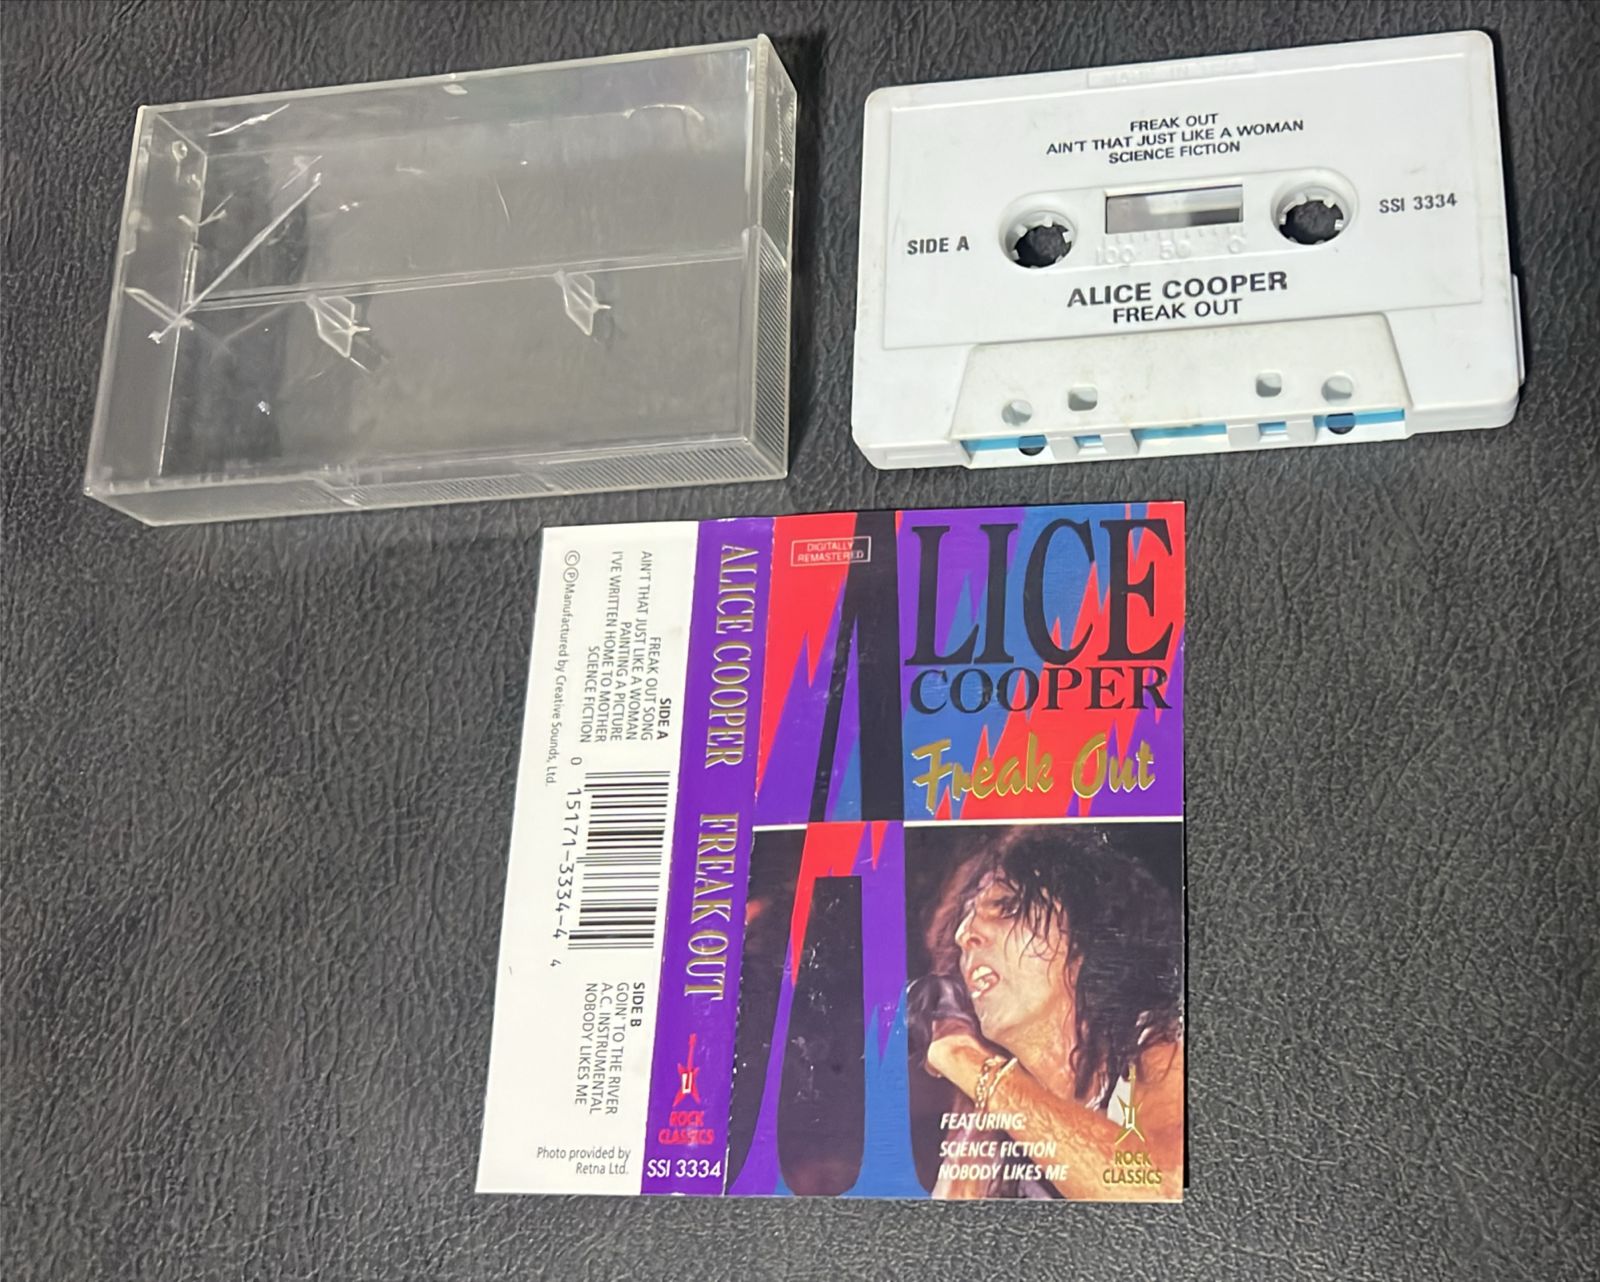 FREAK OUT
AIN'T THAT JUST LIKE A WOMAN
SCIENCE FICTION
SIDE A
SSI 3334
100 50 0
ALICE COOPER
FREAK OUT
DIGITALLY
REMASTERED
ALICE
COOPER
Freak Out
FEATURING:
SCIENCE FICTION
NOBODY LIKES ME
ROCK
CLASSICS
ALICE COOPER FREAK OUT
ROCK
CLASSICS
SSI 3334
SIDE A
FREAK OUT SONG
AIN'T THAT JUST LIKE A WOMAN
PAINTING A PICTURE
I'VE WRITTEN HOME TO MOTHER
SCIENCE FICTION
0 15171-3334-4 4
SIDE B
GOIN' TO THE RIVER
A.C. INSTRUMENTAL
NOBODY LIKES ME
©℗Manufactured by Creative Sounds, Ltd.
Photo provided by
Retna Ltd.